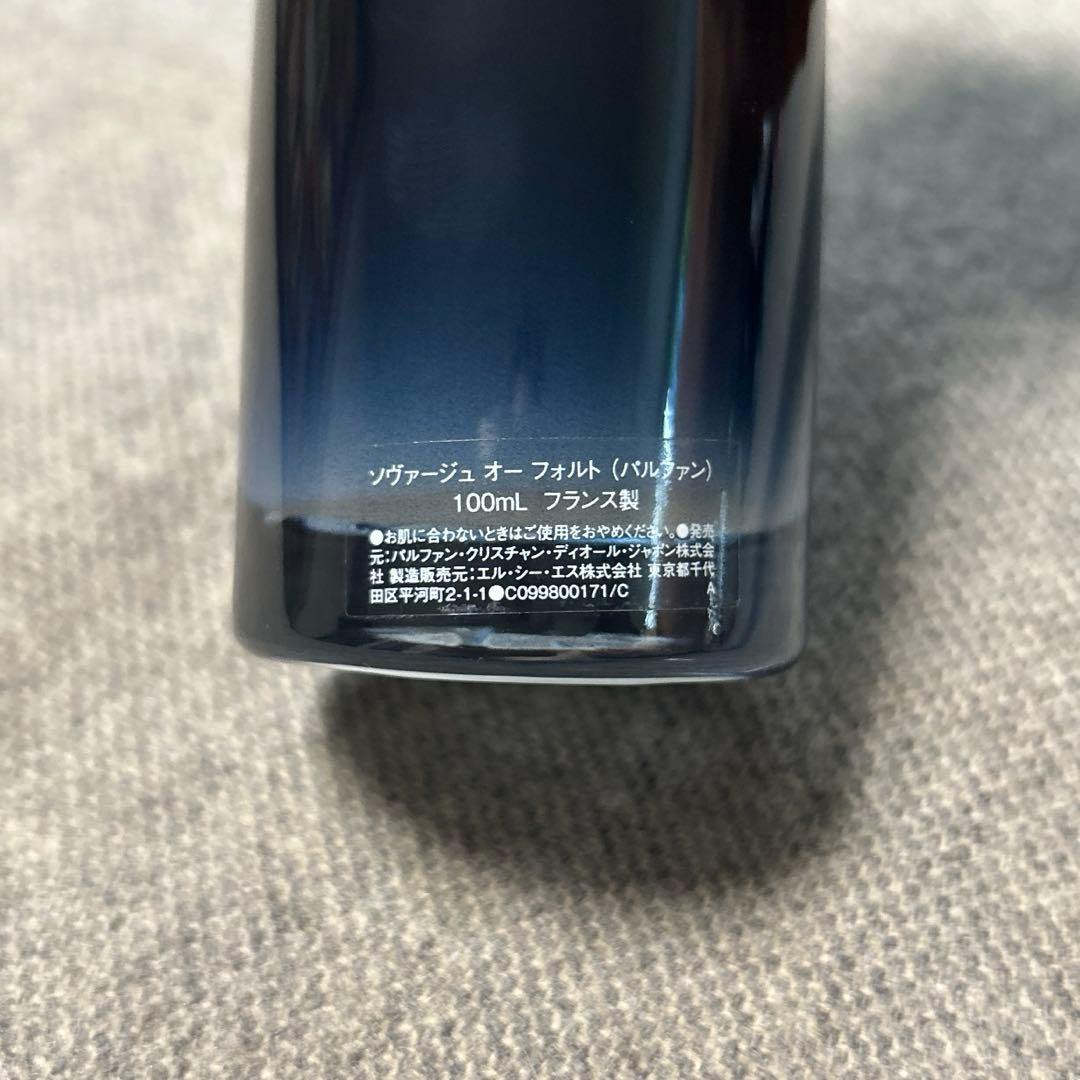 ソヴァージュ オー フォルト (パルファン)
100mL フランス製
●お肌に合わないときはご使用をおやめください。●発売
元:パルファン・クリスチャン・ディオール・ジャポン株式会
社 製造販売元:エル・シー・エス株式会社 東京都千代
田区平河町2-1-1●C099800171/C